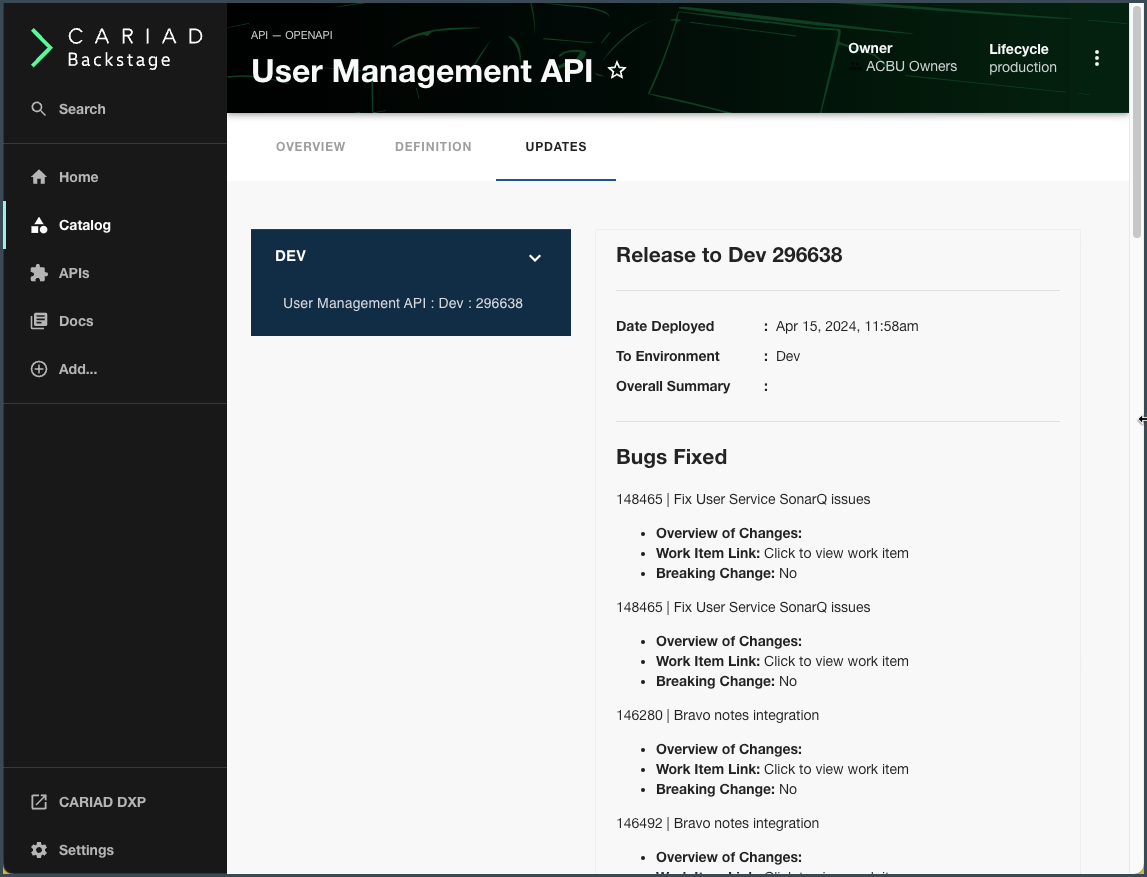 CARIAD
Backstage
Search
Home
Catalog
APIs
Docs
Add...
CARIAD DXP
Settings
API — OPENAPI
User Management API
Owner
ACBU Owners
Lifecycle
production
OVERVIEW
DEFINITION
UPDATES
DEV
User Management API : Dev : 296638
Release to Dev 296638
Date Deployed : Apr 15, 2024, 11:58am
To Environment : Dev
Overall Summary :
Bugs Fixed
148465 | Fix User Service SonarQ issues
• Overview of Changes:
• Work Item Link: Click to view work item
• Breaking Change: No
148465 | Fix User Service SonarQ issues
• Overview of Changes:
• Work Item Link: Click to view work item
• Breaking Change: No
146280 | Bravo notes integration
• Overview of Changes:
• Work Item Link: Click to view work item
• Breaking Change: No
146492 | Bravo notes integration
• Overview of Changes: